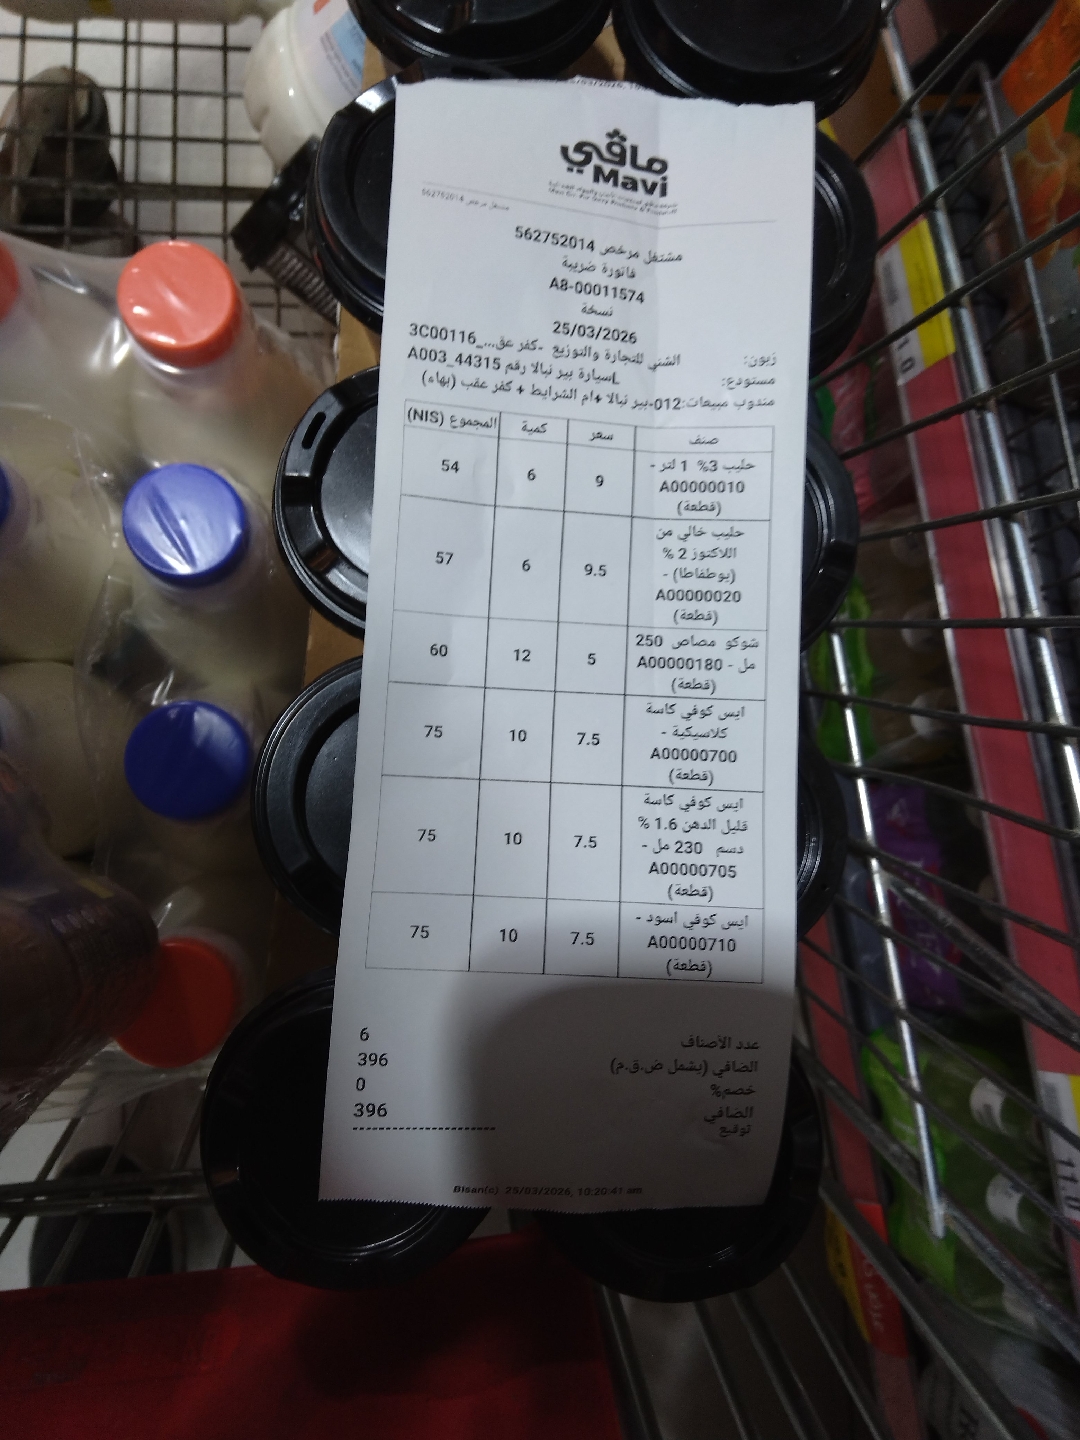 مافي
Mavi
مشتغل مرخص 562752014
مشتغل مرخص 562752014
فاتورة ضريبة
A8-00011574
نسخة
25/03/2026
زبون: الشني للتجارة والتوزيع -كفر عق..._3C00116
مستودع: سيارة بير نبالا رقم A003_44315
مندوب مبيعات:012-بير نبالا +ام الشرايط + كفر عقب (بهاء)
صنف سعر كمية المجموع (NIS)
حليب 3% 1 لتر -
A00000010
(قطعة)
9 6 54
حليب خالي من
اللاكتوز 2 %
(يوطفاطا) -
A00000020
(قطعة)
9.5 6 57
شوكو مصاص 250
مل - A00000180
(قطعة)
5 12 60
ايس كوفي كاسة
كلاسيكية -
A00000700
(قطعة)
7.5 10 75
ايس كوفي كاسة
قليل الدهن 1.6 %
دسم 230 مل -
A00000705
(قطعة)
7.5 10 75
ايس كوفي اسود -
A00000710
(قطعة)
7.5 10 75
عدد الأصناف 6
الصافي (يشمل ض.ق.م) 396
خصم% 0
الصافي 396
توقيع
Bisan(c) 25/03/2026, 10:20:41 am